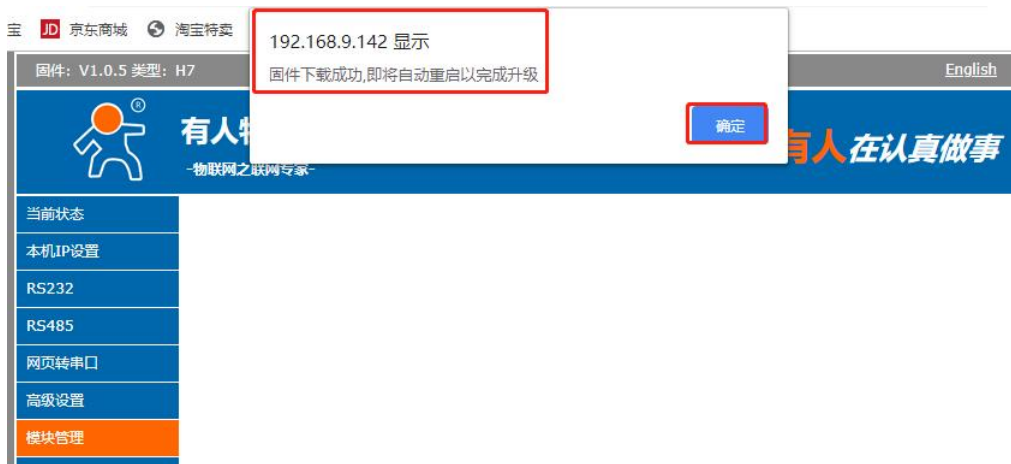 宝 JD 京东商城 淘宝特卖
192.168.9.142 显示
固件下载成功,即将自动重启以完成升级
确定
固件：V1.0.5 类型：H7
English
®
有人
-物联网之联网专家-
有人在认真做事
当前状态
本机IP设置
RS232
RS485
网页转串口
高级设置
模块管理